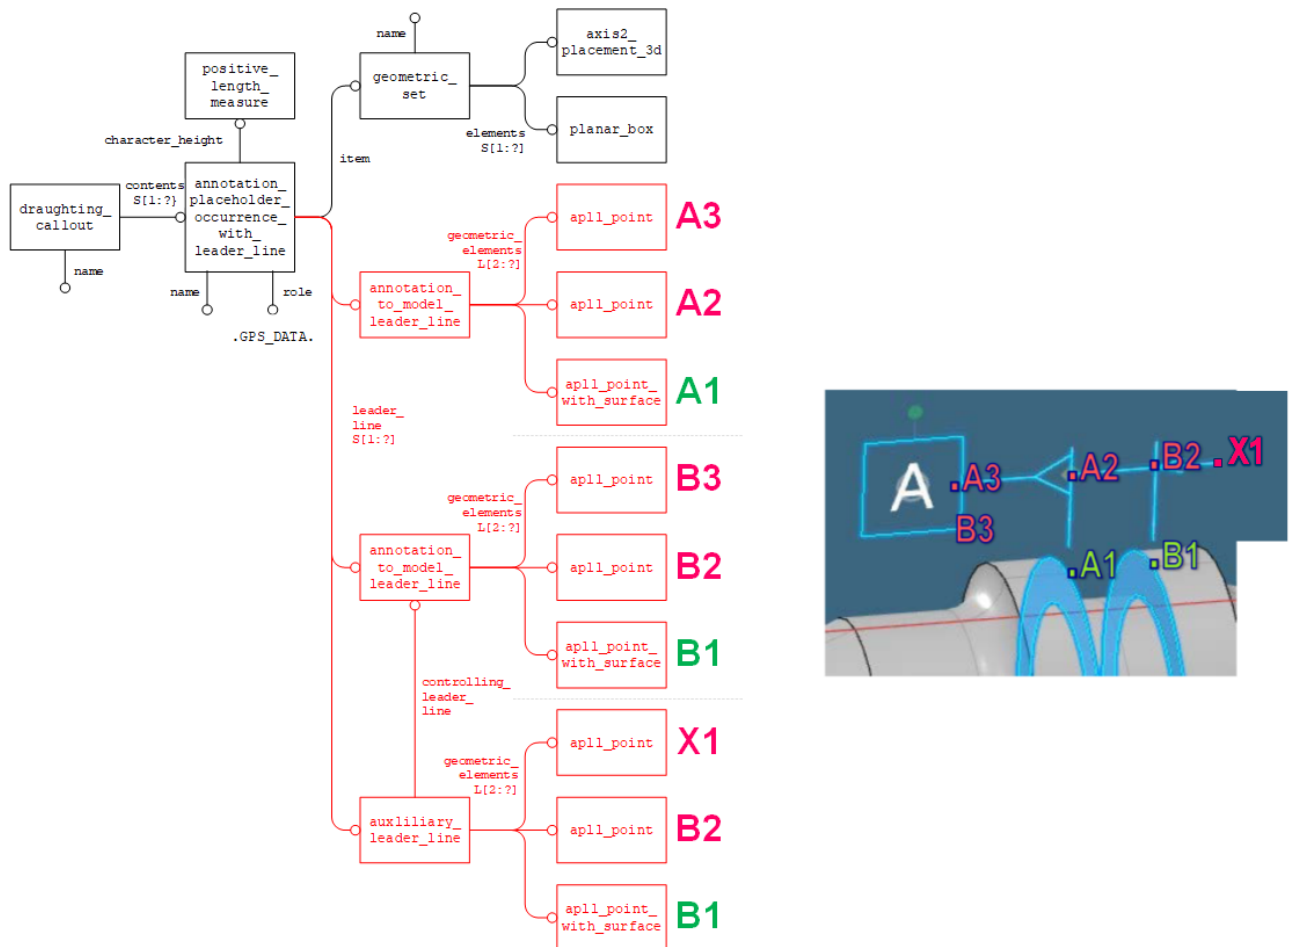 name
axis2_
placement_3d
positive_
length_
measure
geometric_
set
elements
S[1:?]
planar_box
character_height
item
contents
S[1:?}
draughting_
callout
name
annotation_
placeholder_
occurrence_
with_
leader_line
name
role
.GPS_DATA.
geometric_
elements
L[2:?]
apll_point
A3
annotation_
to_model_
leader_line
apll_point
A2
apll_point_
with_surface
A1
leader_
line
S[1:?]
geometric_
elements
L[2:?]
apll_point
B3
annotation_
to_model_
leader_line
apll_point
B2
apll_point_
with_surface
B1
controlling_
leader_
line
geometric_
elements
L[2:?]
apll_point
X1
auxliliary_
leader_line
apll_point
B2
apll_point_
with_surface
B1
A
.A3
.A2
.B2
.X1
B3
.A1
.B1